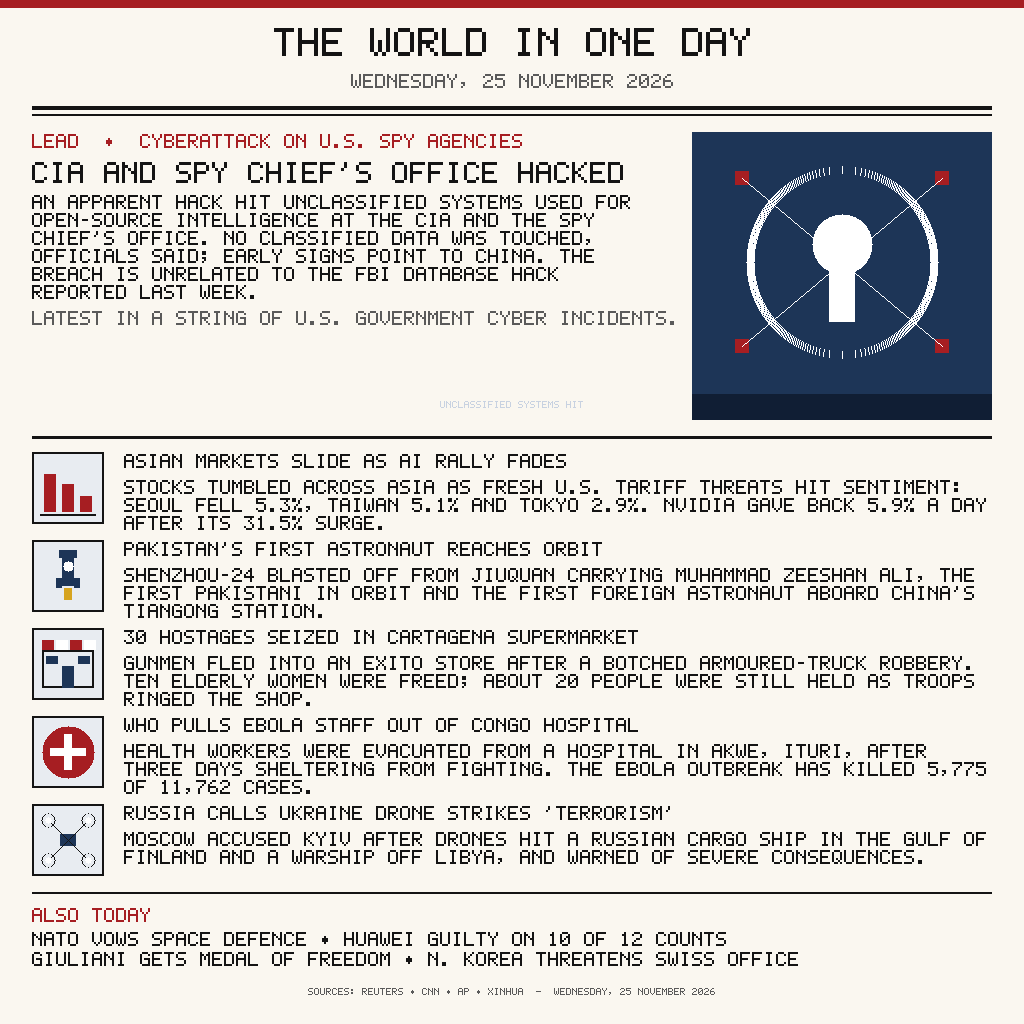 THE WORLD IN ONE DAY
WEDNESDAY, 25 NOVEMBER 2026
LEAD • CYBERATTACK ON U.S. SPY AGENCIES
CIA AND SPY CHIEF'S OFFICE HACKED
AN APPARENT HACK HIT UNCLASSIFIED SYSTEMS USED FOR
OPEN-SOURCE INTELLIGENCE AT THE CIA AND THE SPY
CHIEF'S OFFICE. NO CLASSIFIED DATA WAS TOUCHED,
OFFICIALS SAID; EARLY SIGNS POINT TO CHINA. THE
BREACH IS UNRELATED TO THE FBI DATABASE HACK
REPORTED LAST WEEK.
LATEST IN A STRING OF U.S. GOVERNMENT CYBER INCIDENTS.
UNCLASSIFIED SYSTEMS HIT
ASIAN MARKETS SLIDE AS AI RALLY FADES
STOCKS TUMBLED ACROSS ASIA AS FRESH U.S. TARIFF THREATS HIT SENTIMENT:
SEOUL FELL 5.3%, TAIWAN 5.1% AND TOKYO 2.9%. NVIDIA GAVE BACK 5.9% A DAY
AFTER ITS 31.5% SURGE.
PAKISTAN'S FIRST ASTRONAUT REACHES ORBIT
SHENZHOU-24 BLASTED OFF FROM JIUQUAN CARRYING MUHAMMAD ZEESHAN ALI, THE
FIRST PAKISTANI IN ORBIT AND THE FIRST FOREIGN ASTRONAUT ABOARD CHINA'S
TIANGONG STATION.
30 HOSTAGES SEIZED IN CARTAGENA SUPERMARKET
GUNMEN FLED INTO AN EXITO STORE AFTER A BOTCHED ARMOURED-TRUCK ROBBERY.
TEN ELDERLY WOMEN WERE FREED; ABOUT 20 PEOPLE WERE STILL HELD AS TROOPS
RINGED THE SHOP.
WHO PULLS EBOLA STAFF OUT OF CONGO HOSPITAL
HEALTH WORKERS WERE EVACUATED FROM A HOSPITAL IN AKWE, ITURI, AFTER
THREE DAYS SHELTERING FROM FIGHTING. THE EBOLA OUTBREAK HAS KILLED 5,775
OF 11,762 CASES.
RUSSIA CALLS UKRAINE DRONE STRIKES 'TERRORISM'
MOSCOW ACCUSED KYIV AFTER DRONES HIT A RUSSIAN CARGO SHIP IN THE GULF OF
FINLAND AND A WARSHIP OFF LIBYA, AND WARNED OF SEVERE CONSEQUENCES.
ALSO TODAY
NATO VOWS SPACE DEFENCE • HUAWEI GUILTY ON 10 OF 12 COUNTS
GIULIANI GETS MEDAL OF FREEDOM • N. KOREA THREATENS SWISS OFFICE
SOURCES: REUTERS • CNN • AP • XINHUA – WEDNESDAY, 25 NOVEMBER 2026